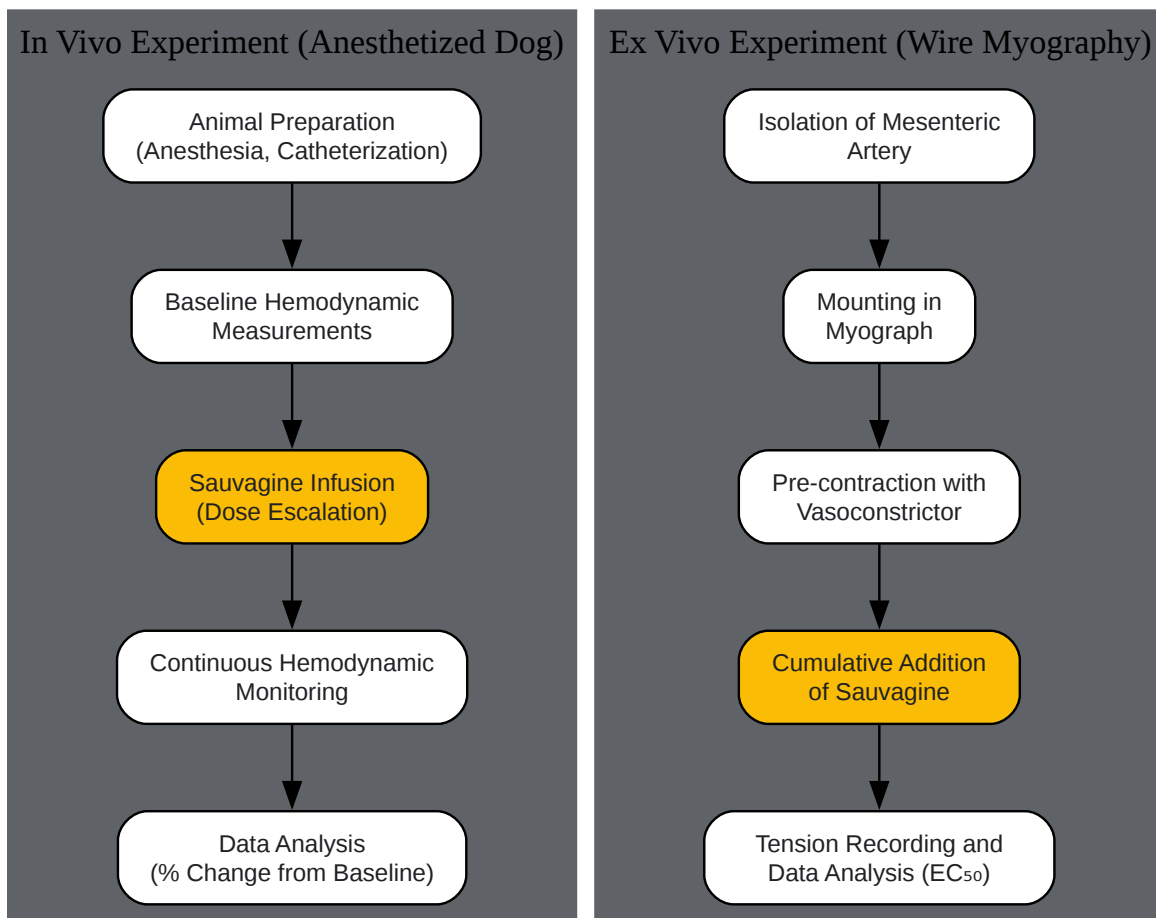 In Vivo Experiment (Anesthetized Dog)
Animal Preparation
(Anesthesia, Catheterization)
Baseline Hemodynamic
Measurements
Sauvagine Infusion
(Dose Escalation)
Continuous Hemodynamic
Monitoring
Data Analysis
(% Change from Baseline)
Ex Vivo Experiment (Wire Myography)
Isolation of Mesenteric
Artery
Mounting in
Myograph
Pre-contraction with
Vasoconstrictor
Cumulative Addition
of Sauvagine
Tension Recording and
Data Analysis (EC₅₀)